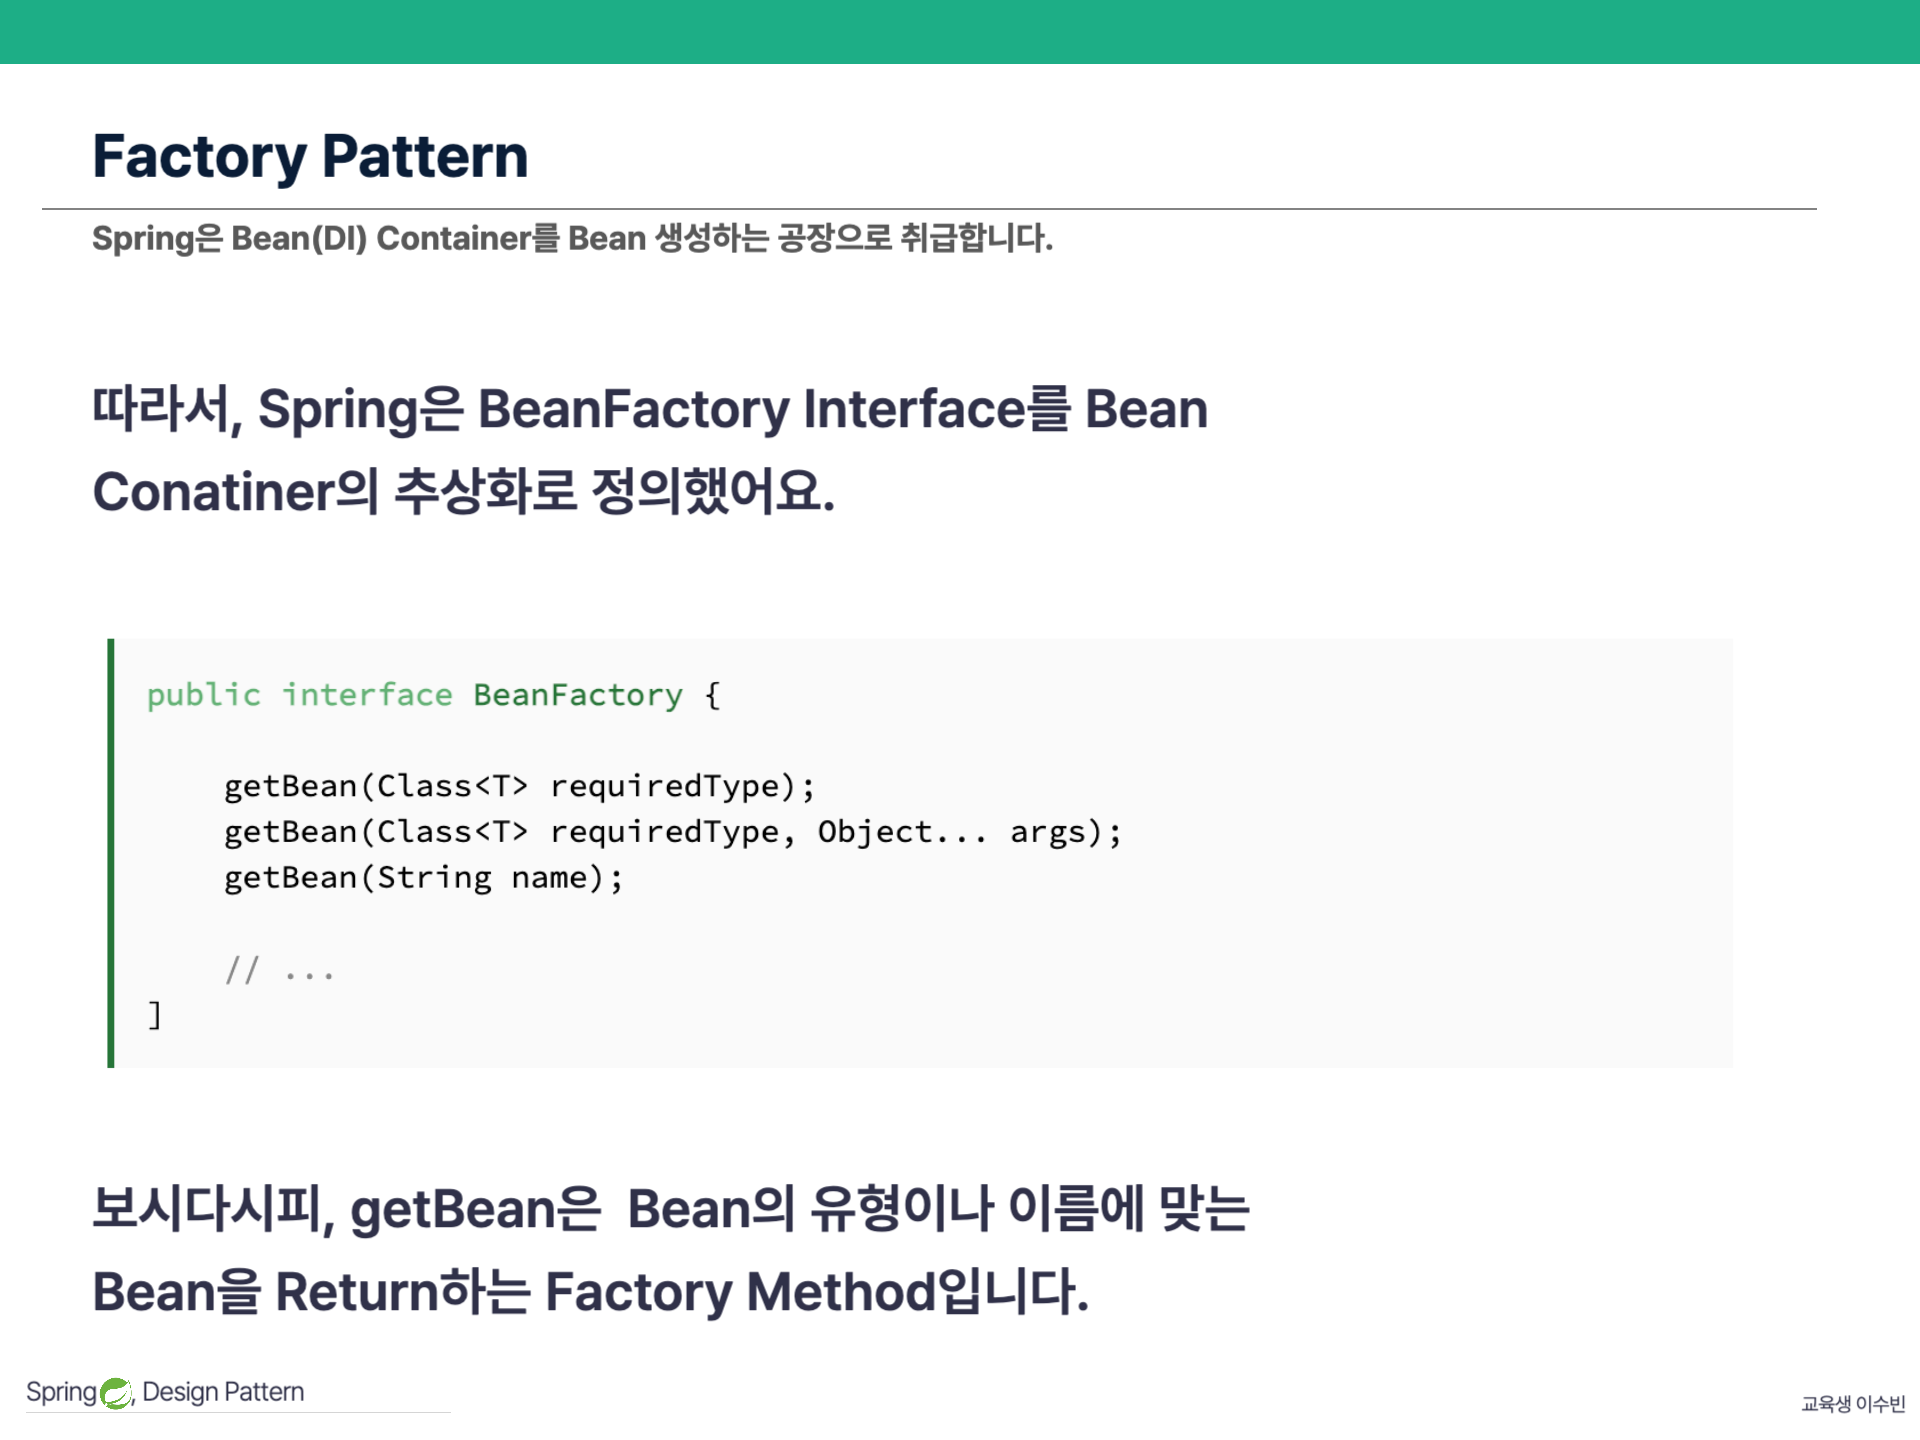 Factory Pattern
Spring은 Bean(DI) Container를 Bean 생성하는 공장으로 취급합니다.
따라서, Spring은 BeanFactory Interface를 Bean
Conatiner의 추상화로 정의했어요.
public interface BeanFactory {
    getBean(Class<T> requiredType);
    getBean(Class<T> requiredType, Object... args);
    getBean(String name);
    // ...
]
보시다시피, getBean은  Bean의 유형이나 이름에 맞는
Bean을 Return하는 Factory Method입니다.
Spring, Design Pattern
교육생 이수빈